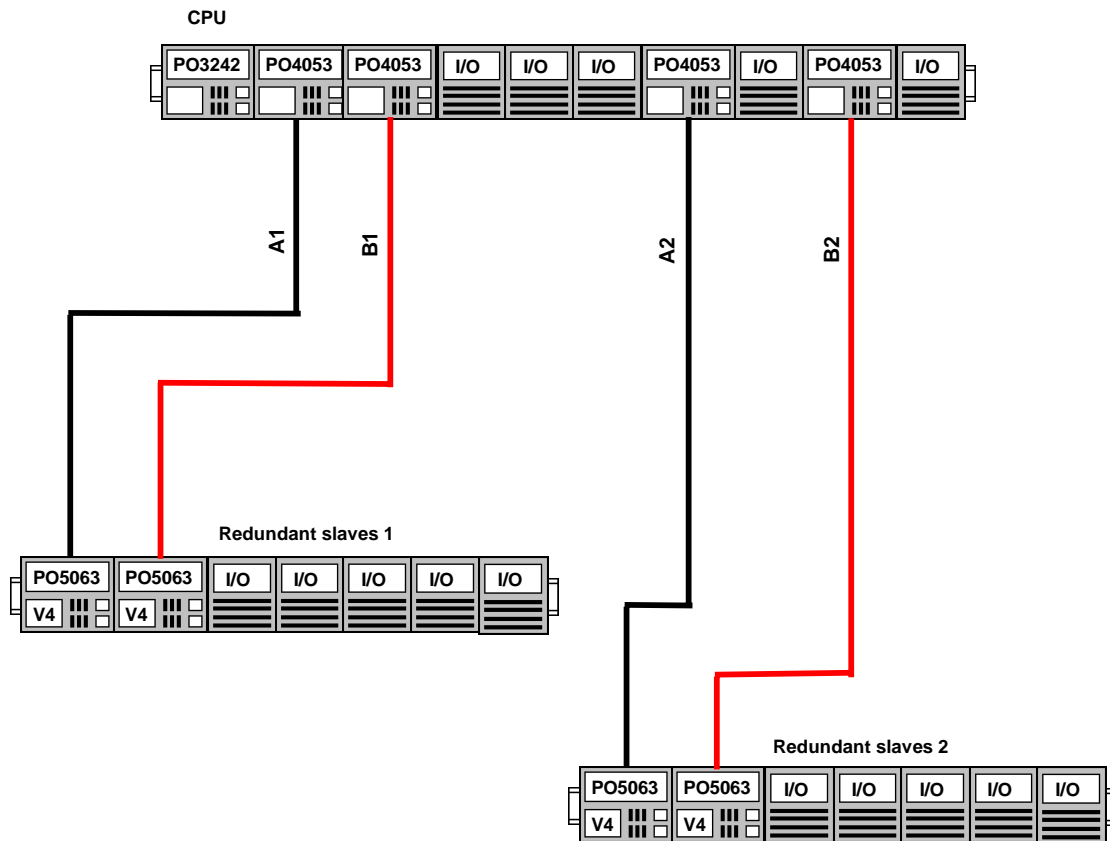 CPU
PO3242 PO4053 PO4053 I/O I/O I/O PO4053 I/O PO4053 I/O
A1 B1 A2 B2
Redundant slaves 1
PO5063 PO5063 I/O I/O I/O I/O I/O
V4 V4
Redundant slaves 2
PO5063 PO5063 I/O I/O I/O I/O I/O
V4 V4